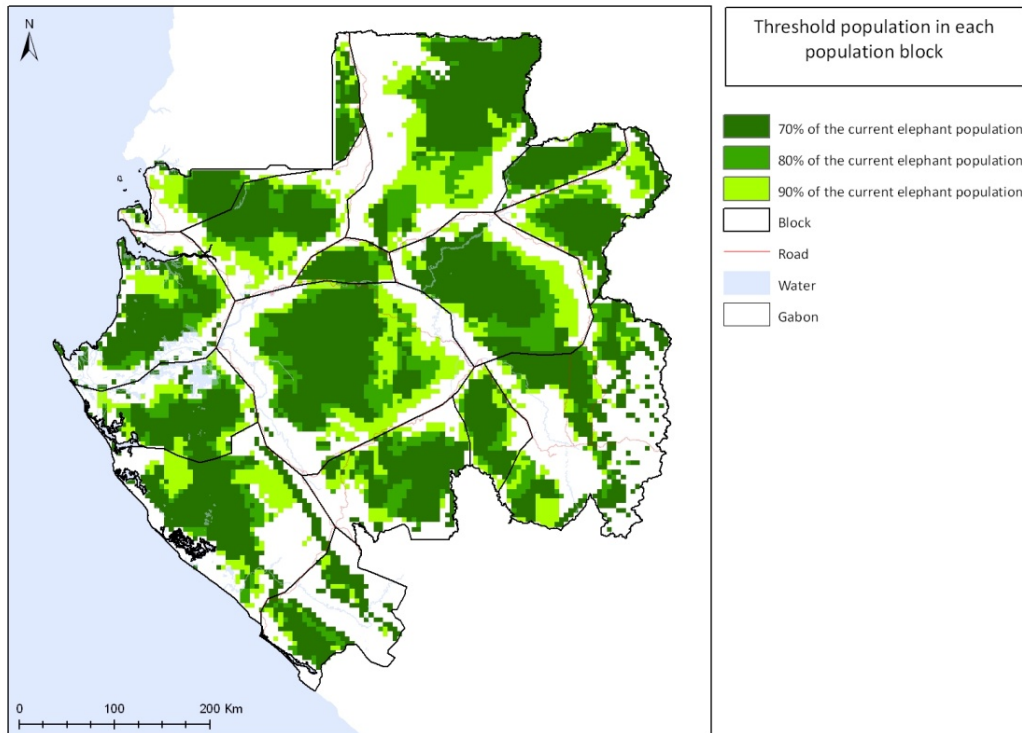 N
Threshold population in each
population block
70% of the current elephant population
80% of the current elephant population
90% of the current elephant population
Block
Road
Water
Gabon
0 50 100 200 Km